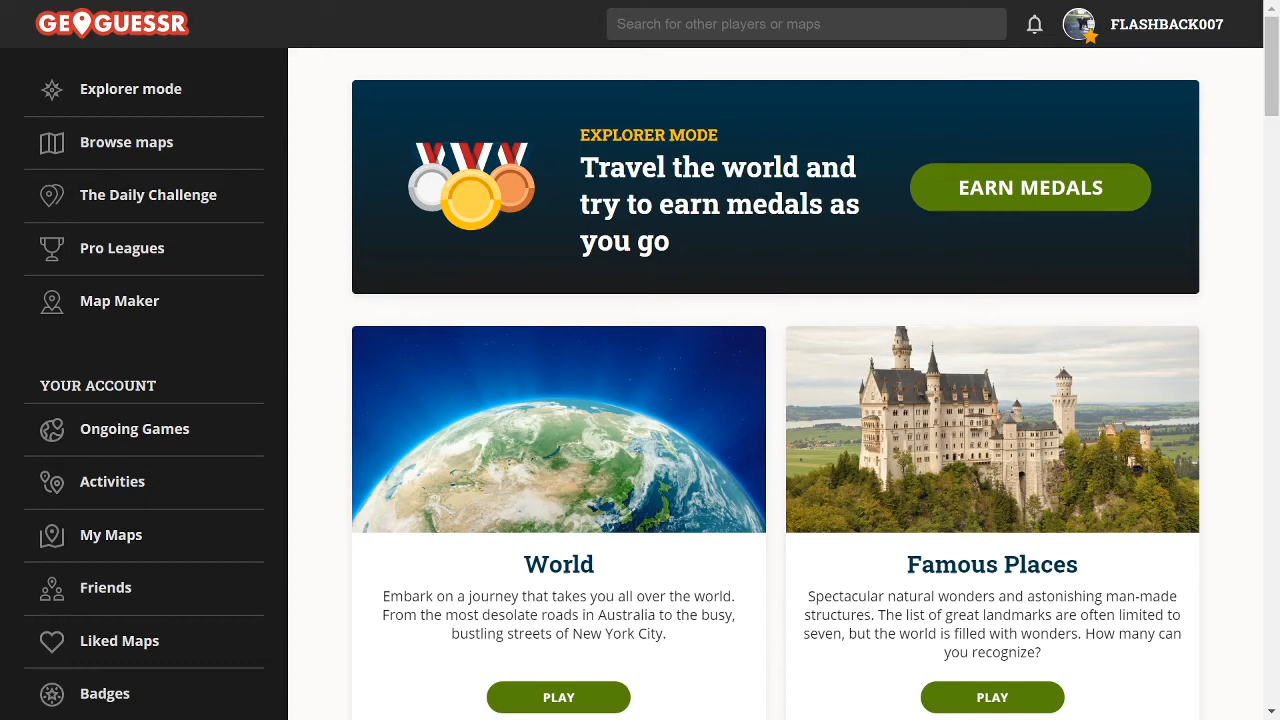 GEOGUESSR
Search for other players or maps
FLASHBACK007
Explorer mode
Browse maps
The Daily Challenge
Pro Leagues
Map Maker
YOUR ACCOUNT
Ongoing Games
Activities
My Maps
Friends
Liked Maps
Badges
EXPLORER MODE
Travel the world and
try to earn medals as
you go
EARN MEDALS
World
Embark on a journey that takes you all over the world.
From the most desolate roads in Australia to the busy,
bustling streets of New York City.
PLAY
Famous Places
Spectacular natural wonders and astonishing man-made
structures. The list of great landmarks are often limited to
seven, but the world is filled with wonders. How many can
you recognize?
PLAY